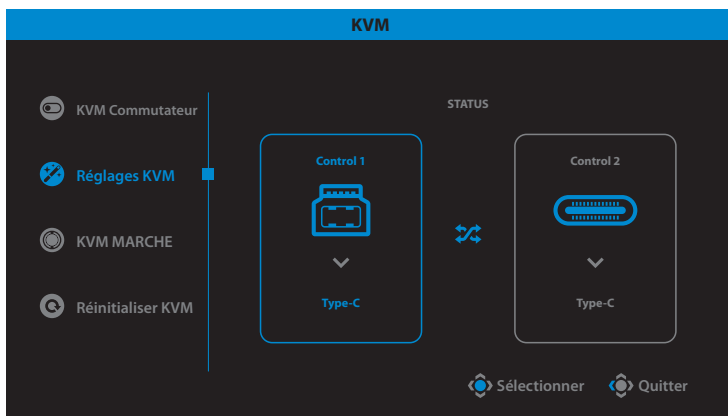 KVM
KVM Commutateur
Réglages KVM
KVM MARCHE
Réinitialiser KVM
STATUS
Control 1
Type-C
Control 2
Type-C
Sélectionner
Quitter